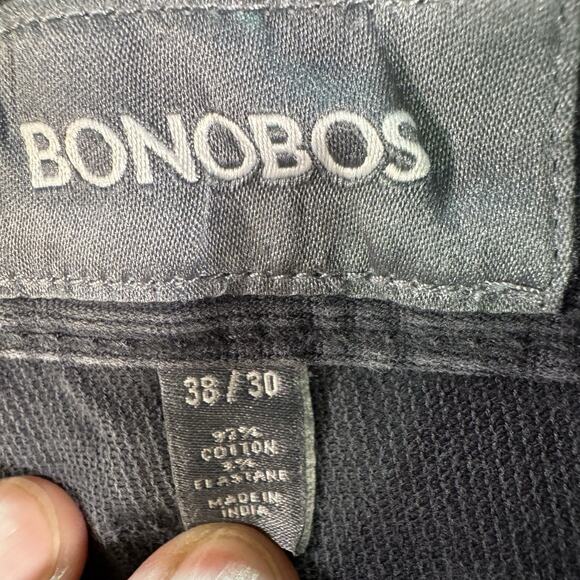 BONOBOS
38 / 30
97%
COTTON
3%
ELASTANE
MADE IN
INDIA